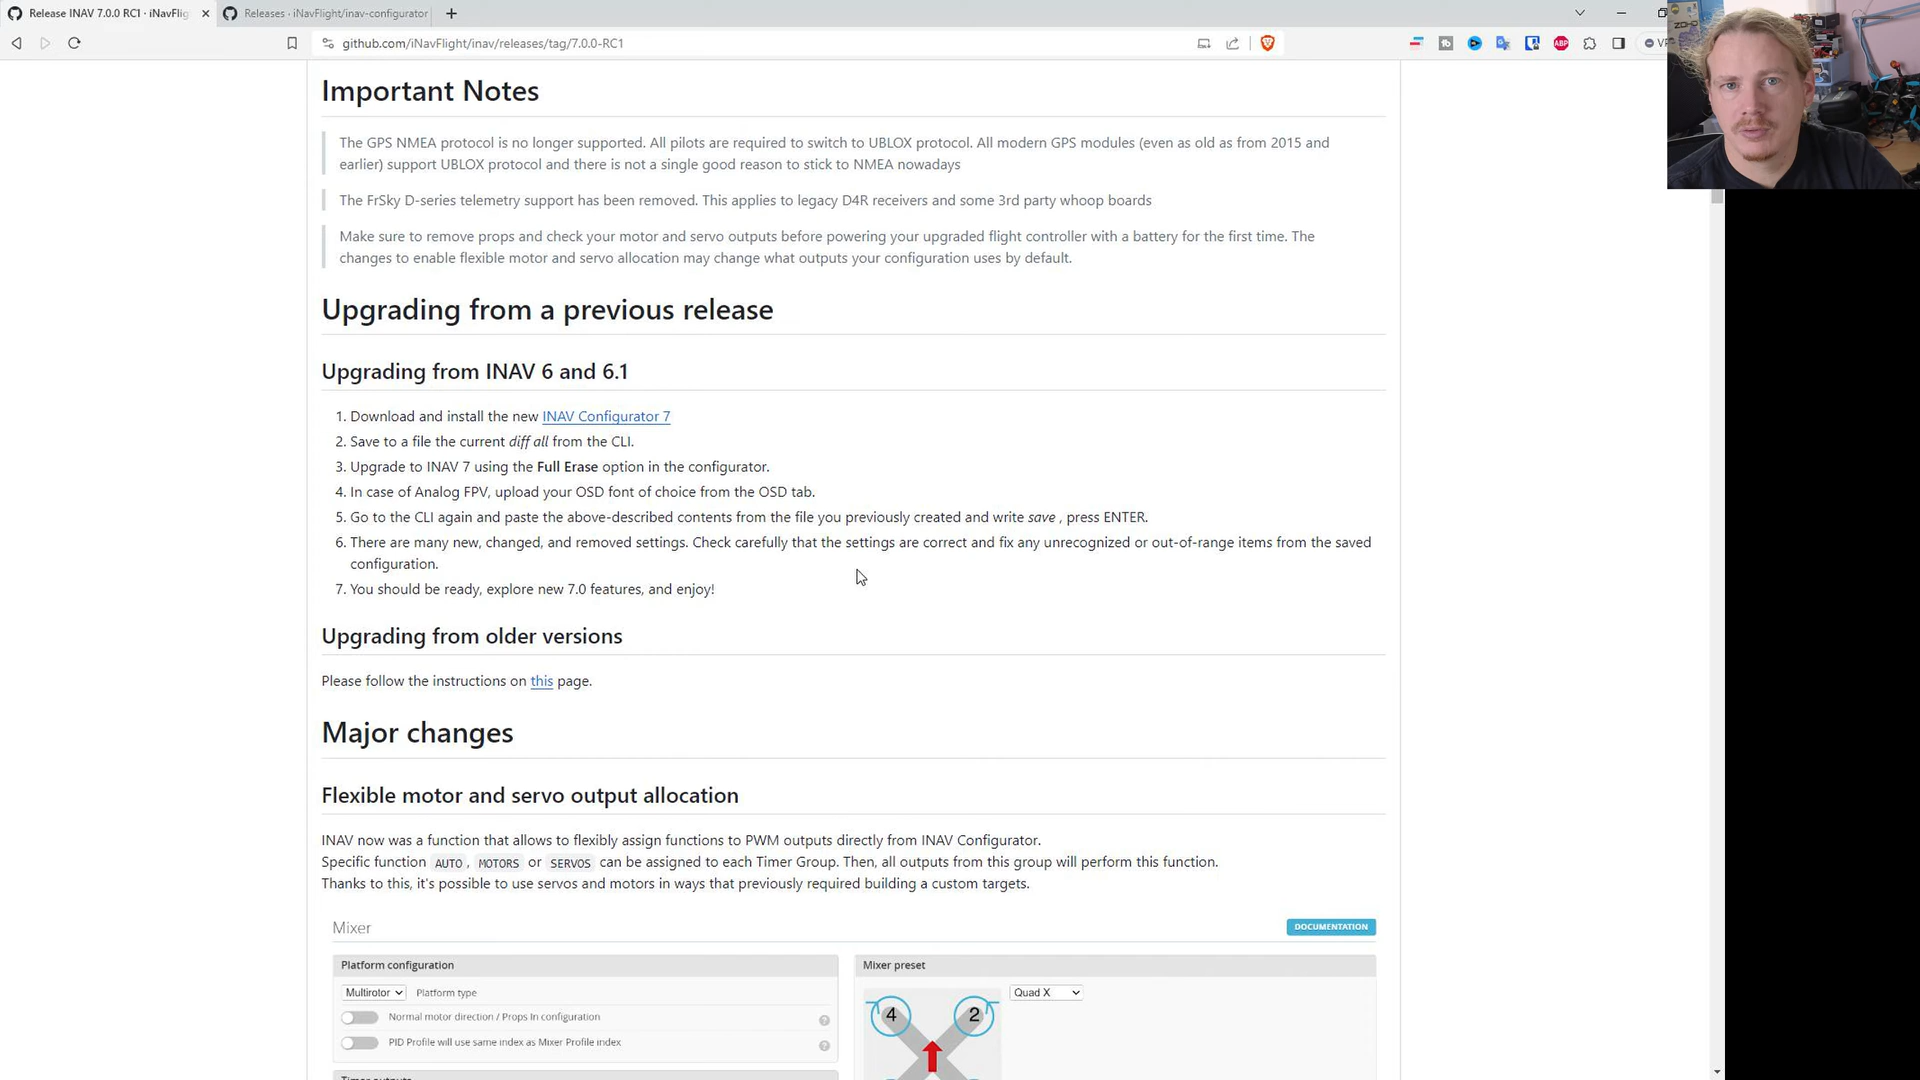 Release INAV 7.0.0 RC1 · iNavFlig
Releases · iNavFlight/inav-configurator
github.com/iNavFlight/inav/releases/tag/7.0.0-RC1
Important Notes
The GPS NMEA protocol is no longer supported. All pilots are required to switch to UBLOX protocol. All modern GPS modules (even as old as from 2015 and
earlier) support UBLOX protocol and there is not a single good reason to stick to NMEA nowadays
The FrSky D-series telemetry support has been removed. This applies to legacy D4R receivers and some 3rd party whoop boards
Make sure to remove props and check your motor and servo outputs before powering your upgraded flight controller with a battery for the first time. The
changes to enable flexible motor and servo allocation may change what outputs your configuration uses by default.
Upgrading from a previous release
Upgrading from INAV 6 and 6.1
1. Download and install the new INAV Configurator 7
2. Save to a file the current diff all from the CLI.
3. Upgrade to INAV 7 using the Full Erase option in the configurator.
4. In case of Analog FPV, upload your OSD font of choice from the OSD tab.
5. Go to the CLI again and paste the above-described contents from the file you previously created and write save , press ENTER.
6. There are many new, changed, and removed settings. Check carefully that the settings are correct and fix any unrecognized or out-of-range items from the saved
configuration.
7. You should be ready, explore new 7.0 features, and enjoy!
Upgrading from older versions
Please follow the instructions on this page.
Major changes
Flexible motor and servo output allocation
INAV now was a function that allows to flexibly assign functions to PWM outputs directly from INAV Configurator.
Specific function AUTO , MOTORS or SERVOS can be assigned to each Timer Group. Then, all outputs from this group will perform this function.
Thanks to this, it's possible to use servos and motors in ways that previously required building a custom targets.
Mixer
DOCUMENTATION
Platform configuration
Mixer preset
Multirotor Platform type
Quad X
Normal motor direction / Props In configuration
4 2
PID Profile will use same index as Mixer Profile index
ABP